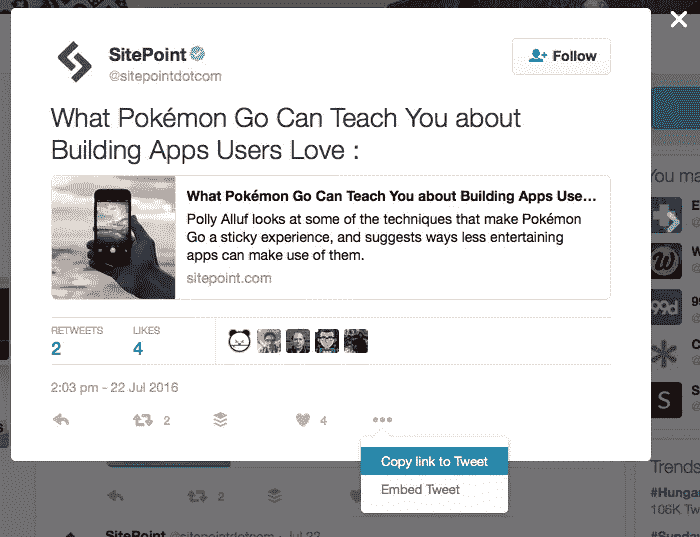 SitePoint
@sitepointdotcom
Follow
What Pokémon Go Can Teach You about
Building Apps Users Love :
What Pokémon Go Can Teach You about Building Apps Use...
Polly Alluf looks at some of the techniques that make Pokémon
Go a sticky experience, and suggests ways less entertaining
apps can make use of them.
sitepoint.com
RETWEETS
LIKES
2
4
2:03 pm - 22 Jul 2016
2
4
Copy link to Tweet
Embed Tweet
2
SitePoint @sitepointdotcom · Jul 22
You ma
E
W
99
99d
C
S
S
Trends
#Hungar
106K Tw
#Sunday